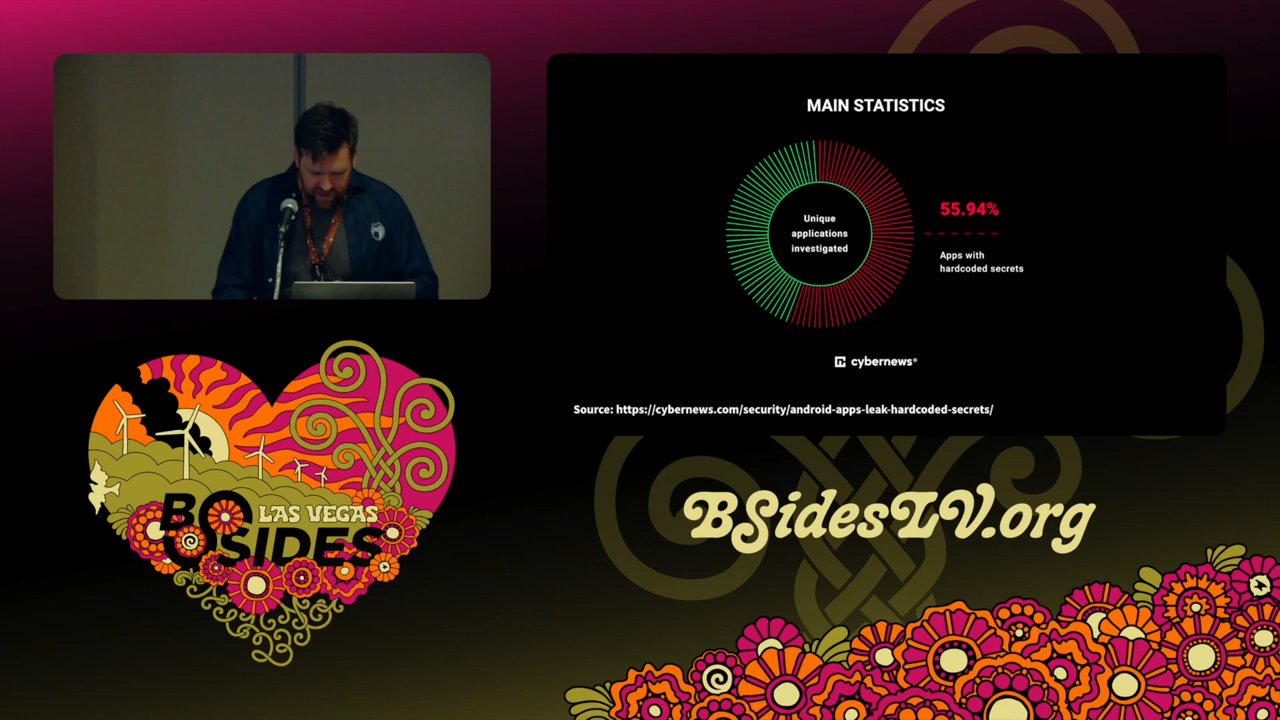 MAIN STATISTICS
Unique
applications
investigated
55.94%
Apps with
hardcoded secrets
cybernews®
Source: https://cybernews.com/security/android-apps-leak-hardcoded-secrets/
LAS VEGAS
BSIDES
BSidesLV.org